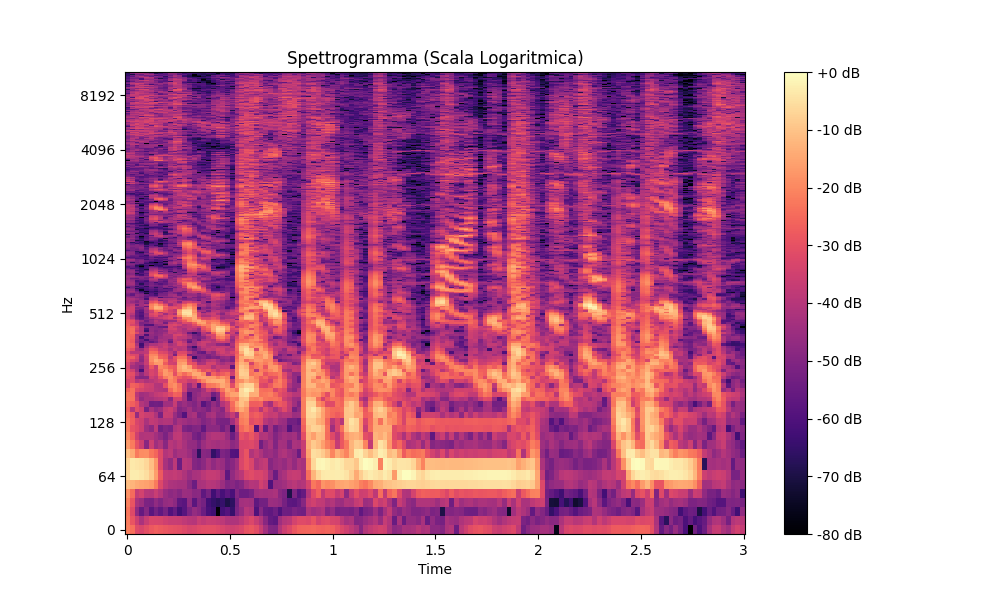 Spettrogramma (Scala Logaritmica)
Hz
8192
4096
2048
1024
512
256
128
64
0
0
0.5
1
1.5
2
2.5
3
Time
+0 dB
-10 dB
-20 dB
-30 dB
-40 dB
-50 dB
-60 dB
-70 dB
-80 dB